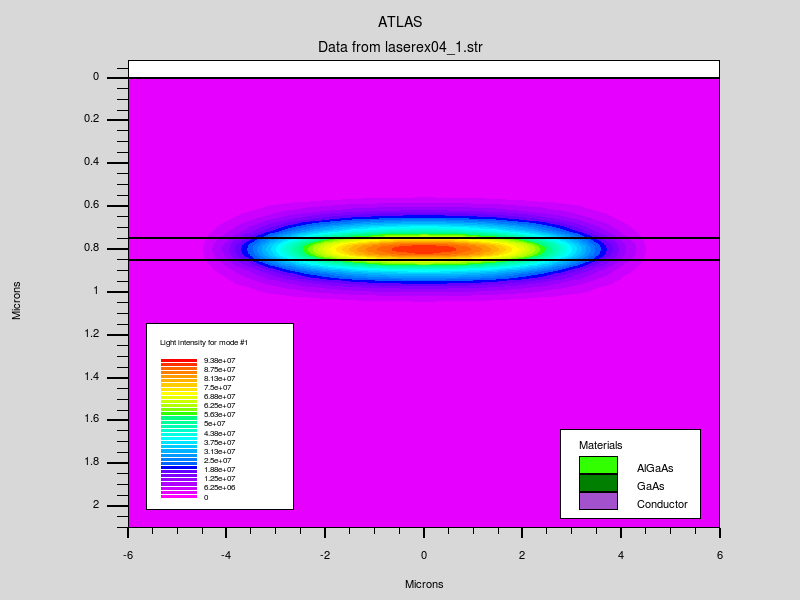 ATLAS
Data from laserex04_1.str
Microns
0
0.2
0.4
0.6
0.8
1
1.2
1.4
1.6
1.8
2
Light intensity for mode #1
9.38e+07
8.75e+07
8.13e+07
7.5e+07
6.88e+07
6.25e+07
5.63e+07
5e+07
4.38e+07
3.75e+07
3.13e+07
2.5e+07
1.88e+07
1.25e+07
6.25e+06
0
Materials
AlGaAs
GaAs
Conductor
-6
-4
-2
0
2
4
6
Microns